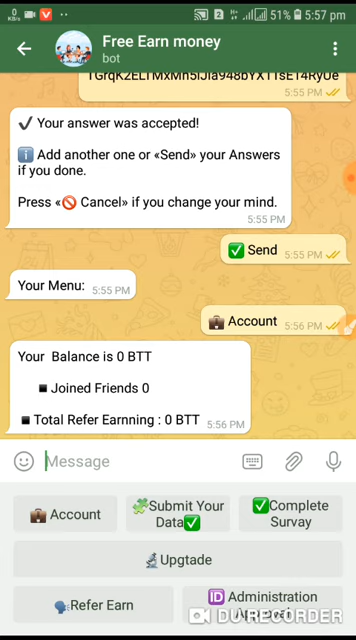 0
KB/S
2
51% 5:57 pm
Free Earn money
bot
5:55 PM
✔️ Your answer was accepted!
ℹ️ Add another one or «Send» your Answers
if you done.
Press «🚫 Cancel» if you change your mind.
5:55 PM
✅ Send 5:55 PM
Your Menu: 5:55 PM
💼 Account 5:56 PM
Your Balance is 0 BTT
◾Joined Friends 0
◾Total Refer Earnning : 0 BTT 5:56 PM
Message
💼 Account
🧩Submit Your
Data✅
✅Complete
Survay
🔬Upgtade
🗣️Refer Earn
🆔 Administration
Approval
DU RECORDER